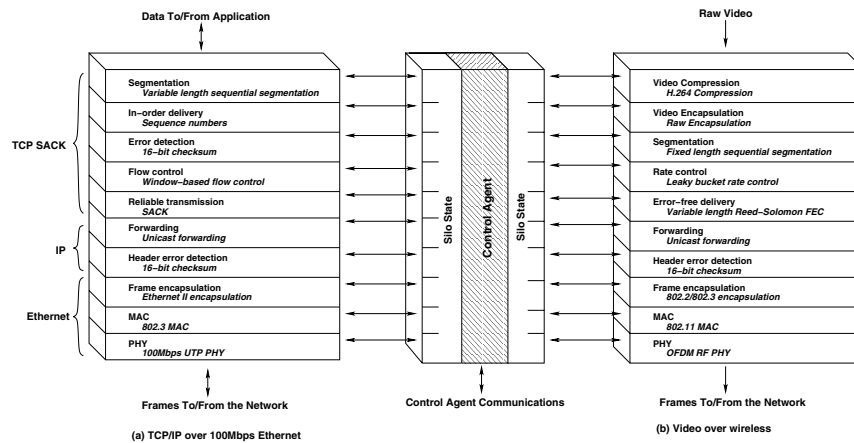 Data To/From Application
Raw Video
Segmentation
Variable length sequential segmentation
In-order delivery
Sequence numbers
Error detection
16-bit checksum
Flow control
Window-based flow control
Reliable transmission
SACK
Forwarding
Unicast forwarding
Header error detection
16-bit checksum
Frame encapsulation
Ethernet II encapsulation
MAC
802.3 MAC
PHY
100Mbps UTP PHY
TCP SACK
IP
Ethernet
Silo State
Control Agent
Silo State
Video Compression
H.264 Compression
Video Encapsulation
Raw Encapsulation
Segmentation
Fixed length sequential segmentation
Rate control
Leaky bucket rate control
Error-free delivery
Variable length Reed-Solomon FEC
Forwarding
Unicast forwarding
Header error detection
16-bit checksum
Frame encapsulation
802.2/802.3 encapsulation
MAC
802.11 MAC
PHY
OFDM RF PHY
Frames To/From the Network
Control Agent Communications
Frames To/From the Network
(a) TCP/IP over 100Mbps Ethernet
(b) Video over wireless